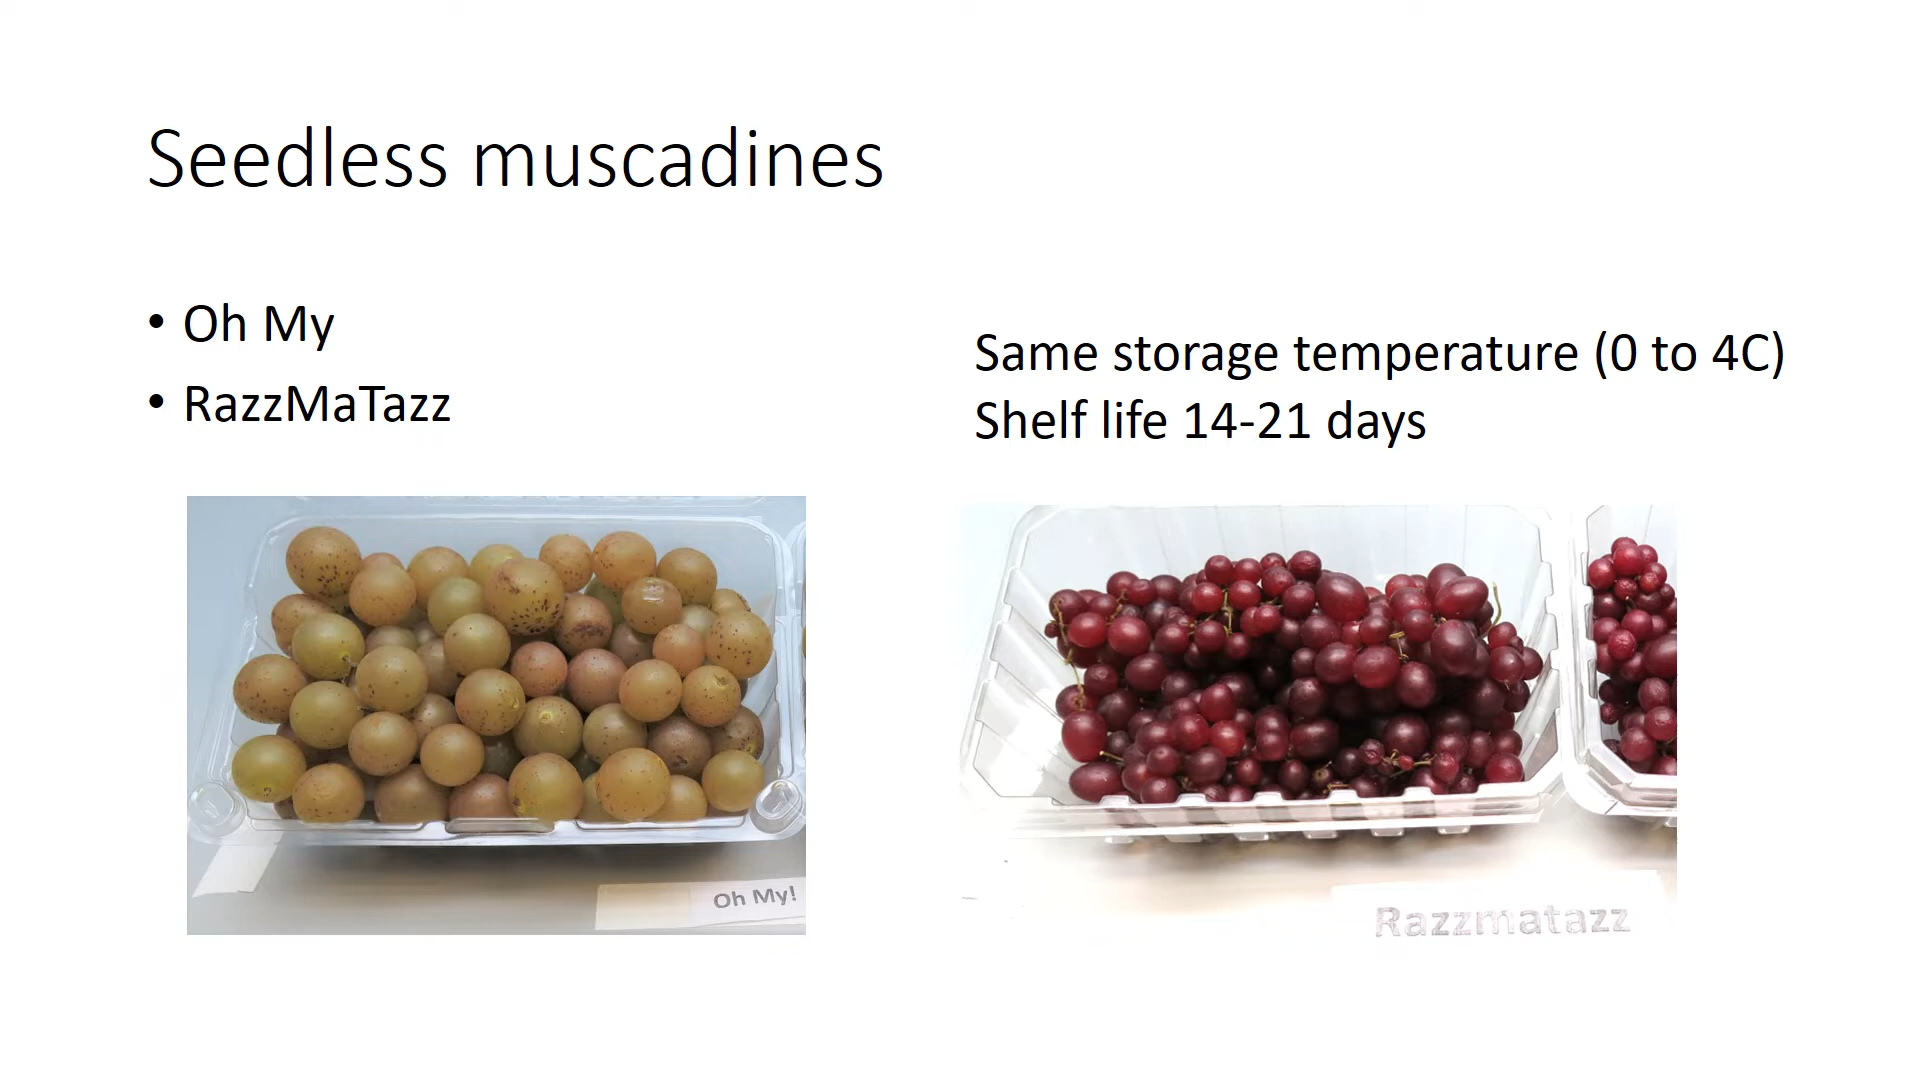 Seedless muscadines
• Oh My
• RazzMaTazz
Same storage temperature (0 to 4C)
Shelf life 14-21 days
Oh My!
Razzmatazz